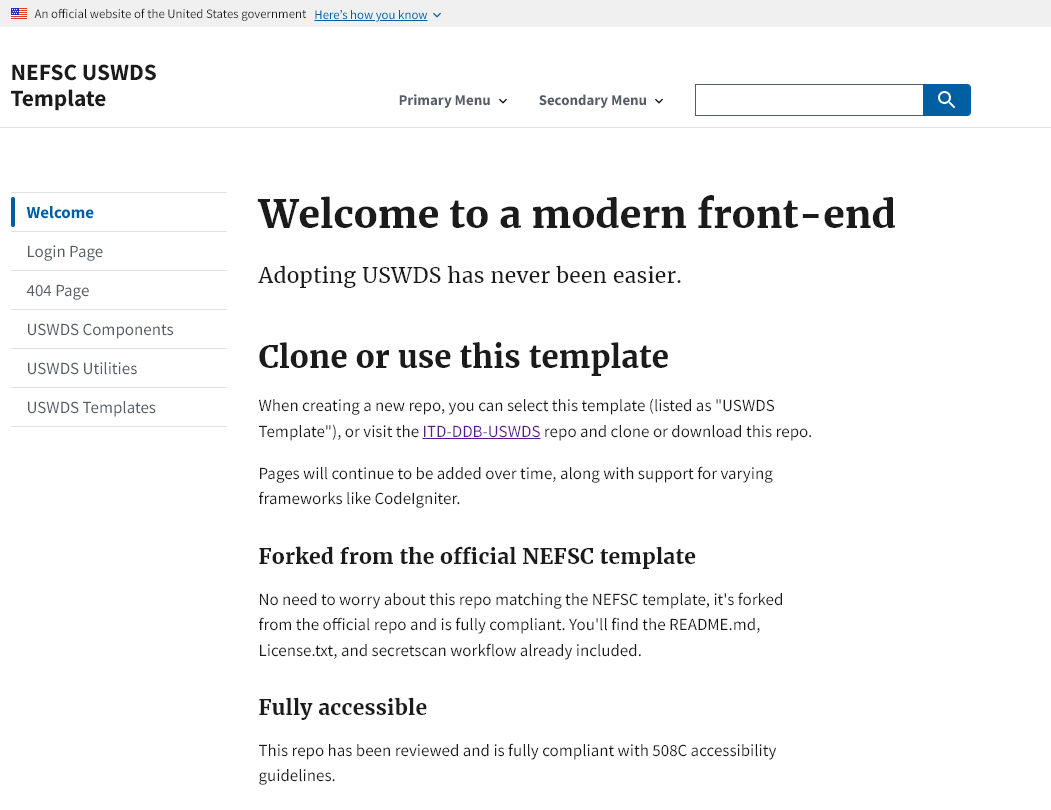 An official website of the United States government Here's how you know
NEFSC USWDS
Template
Primary Menu Secondary Menu
Welcome
Login Page
404 Page
USWDS Components
USWDS Utilities
USWDS Templates
Welcome to a modern front-end
Adopting USWDS has never been easier.
Clone or use this template
When creating a new repo, you can select this template (listed as "USWDS
Template"), or visit the ITD-DDB-USWDS repo and clone or download this repo.
Pages will continue to be added over time, along with support for varying
frameworks like CodeIgniter.
Forked from the official NEFSC template
No need to worry about this repo matching the NEFSC template, it's forked
from the official repo and is fully compliant. You'll find the README.md,
License.txt, and secretscan workflow already included.
Fully accessible
This repo has been reviewed and is fully compliant with 508C accessibility
guidelines.